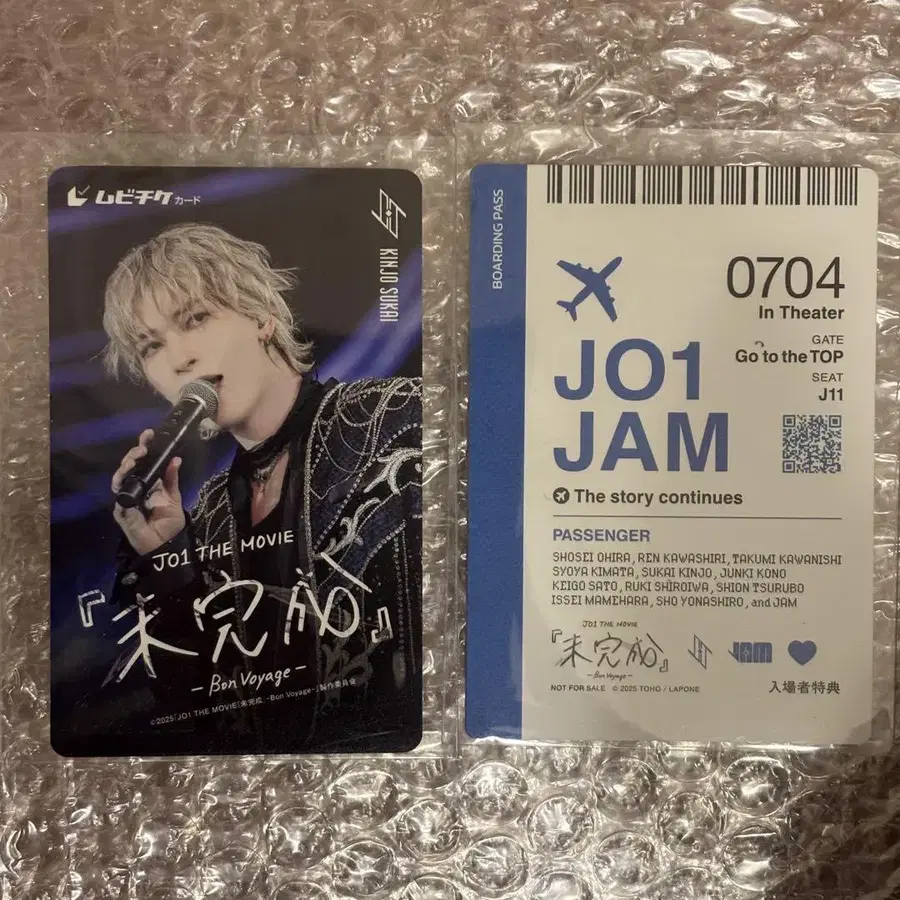 ムビチケカード
KINJO SUKAI
JO1 THE MOVIE
『未完成』
– Bon Voyage –
©2025「JO1 THE MOVIE『未完成』-Bon Voyage-」製作委員会
BOARDING PASS
0704
In Theater
GATE
Go to the TOP
SEAT
J11
JO1
JAM
The story continues
PASSENGER
SHOSEI OHIRA, REN KAWASHIRI, TAKUMI KAWANISHI
SYOYA KIMATA, SUKAI KINJO, JUNKI KONO
KEIGO SATO, RUKI SHIROIWA, SHION TSURUBO
ISSEI MAMEHARA, SHO YONASHIRO, and JAM
JO1 THE MOVIE
『未完成』
– Bon Voyage –
JAM
NOT FOR SALE © 2025 TOHO / LAPONE
入場者特典